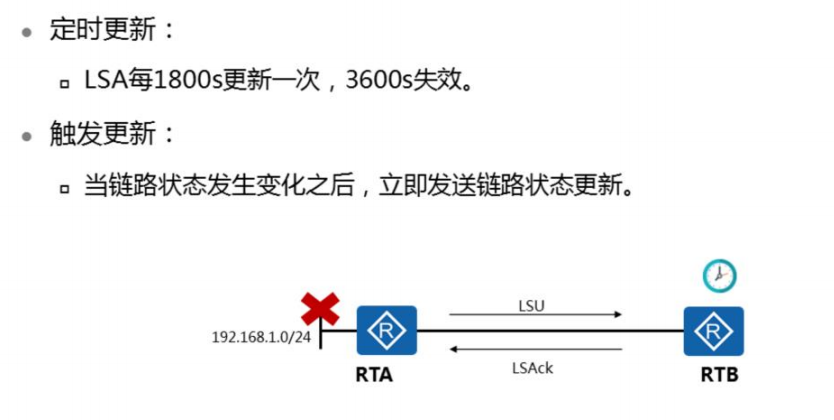 定时更新：
LSA每1800s更新一次，3600s失效。
触发更新：
当链路状态发生变化之后，立即发送链路状态更新。
LSU
192.168.1.0/24
R
R
LSAck
RTA
RTB